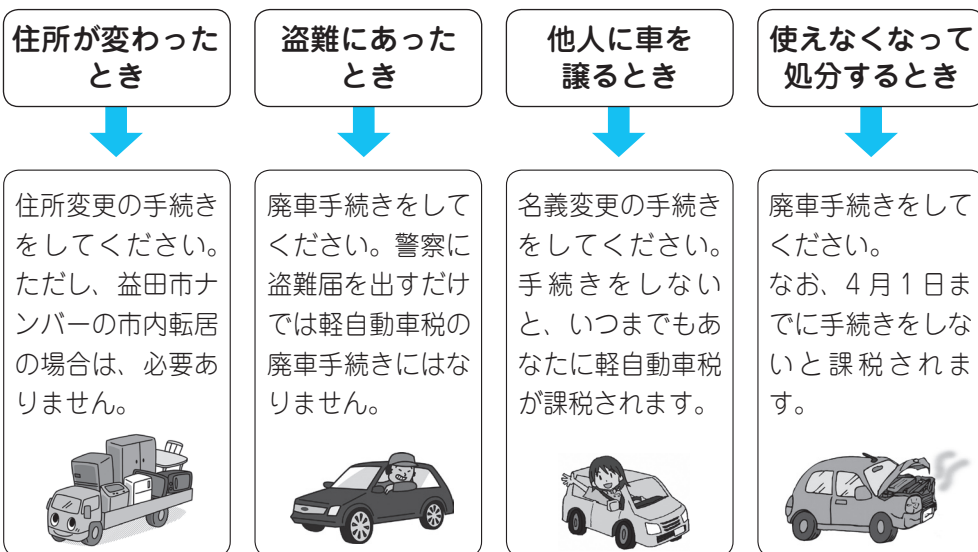 住所が変わった
とき
住所変更の手続き
をしてください。
ただし、益田市ナ
ンバーの市内転居
の場合は、必要あ
りません。
盗難にあった
とき
廃車手続きをして
ください。警察に
盗難届を出すだけ
では軽自動車税の
廃車手続きにはな
りません。
他人に車を
譲るとき
名義変更の手続き
をしてください。
手続きをしない
と、いつまでもあ
なたに軽自動車税
が課税されます。
使えなくなって
処分するとき
廃車手続きをして
ください。
なお、4月1日ま
でに手続きをしな
いと課税されま
す。